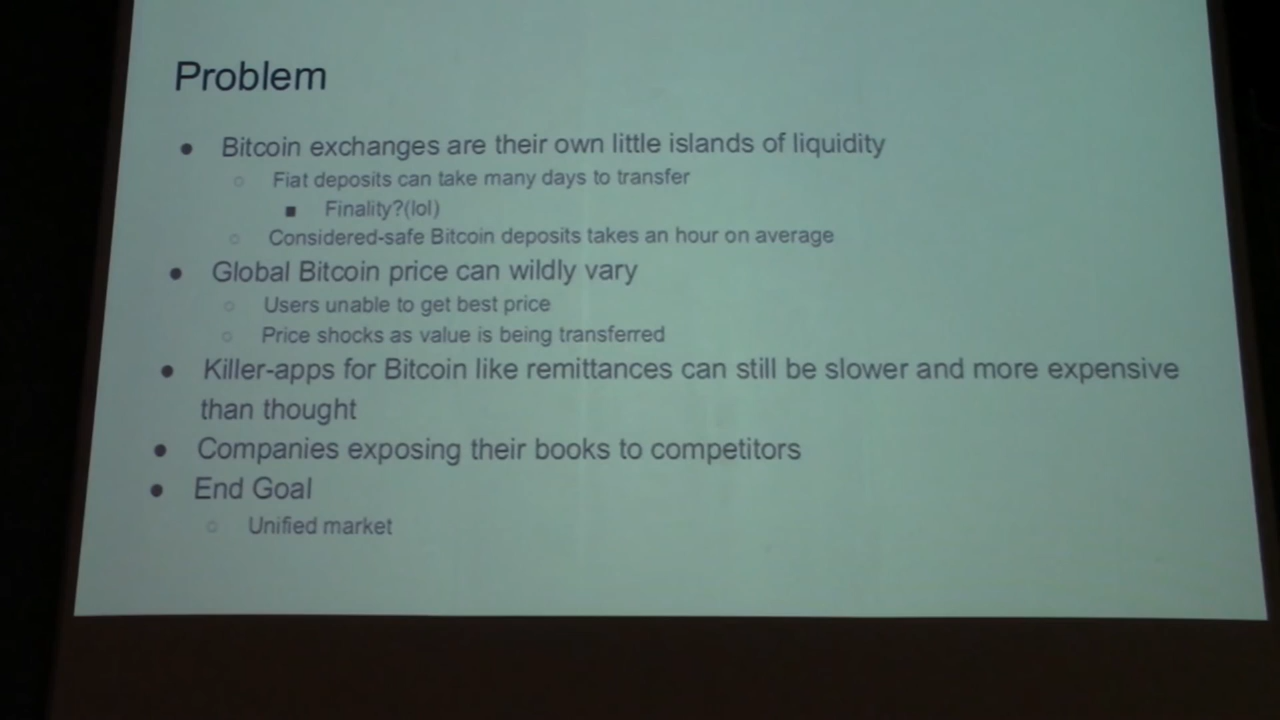 Problem
Bitcoin exchanges are their own little islands of liquidity
Fiat deposits can take many days to transfer
Finality?(lol)
Considered-safe Bitcoin deposits takes an hour on average
Global Bitcoin price can wildly vary
Users unable to get best price
Price shocks as value is being transferred
Killer-apps for Bitcoin like remittances can still be slower and more expensive
than thought
Companies exposing their books to competitors
End Goal
Unified market